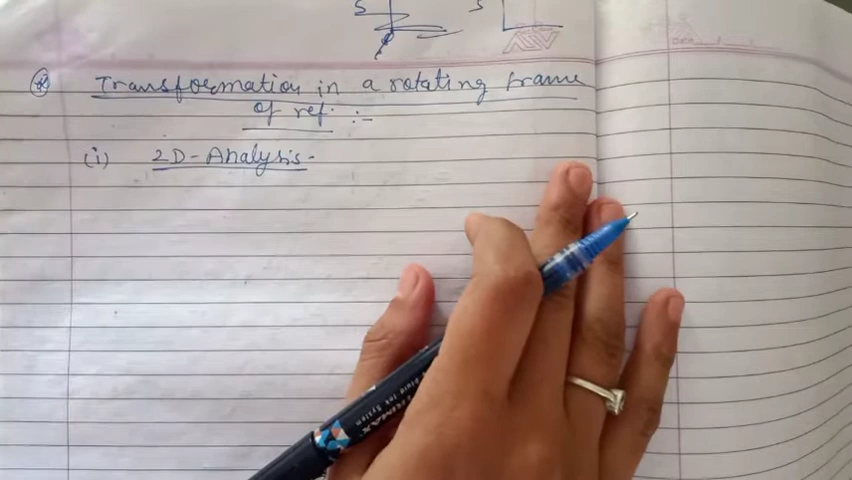 S S
Transformation in a rotating frame
of ref. :-
(i) 2D-Analysis-